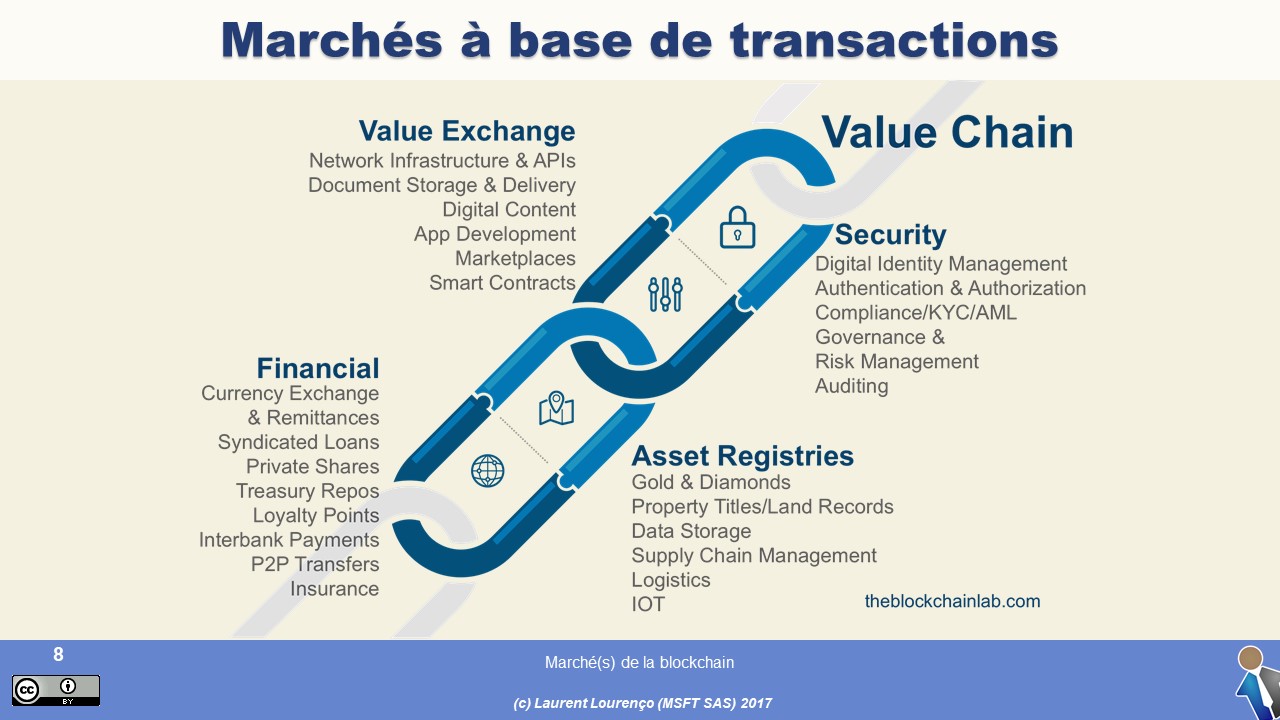 Marchés à base de transactions
Value Chain
Value Exchange
Network Infrastructure & APIs
Document Storage & Delivery
Digital Content
App Development
Marketplaces
Smart Contracts
Security
Digital Identity Management
Authentication & Authorization
Compliance/KYC/AML
Governance &
Risk Management
Auditing
Financial
Currency Exchange
& Remittances
Syndicated Loans
Private Shares
Treasury Repos
Loyalty Points
Interbank Payments
P2P Transfers
Insurance
Asset Registries
Gold & Diamonds
Property Titles/Land Records
Data Storage
Supply Chain Management
Logistics
IOT
theblockchainlab.com
8
Marché(s) de la blockchain
cc
BY
(c) Laurent Lourenço (MSFT SAS) 2017